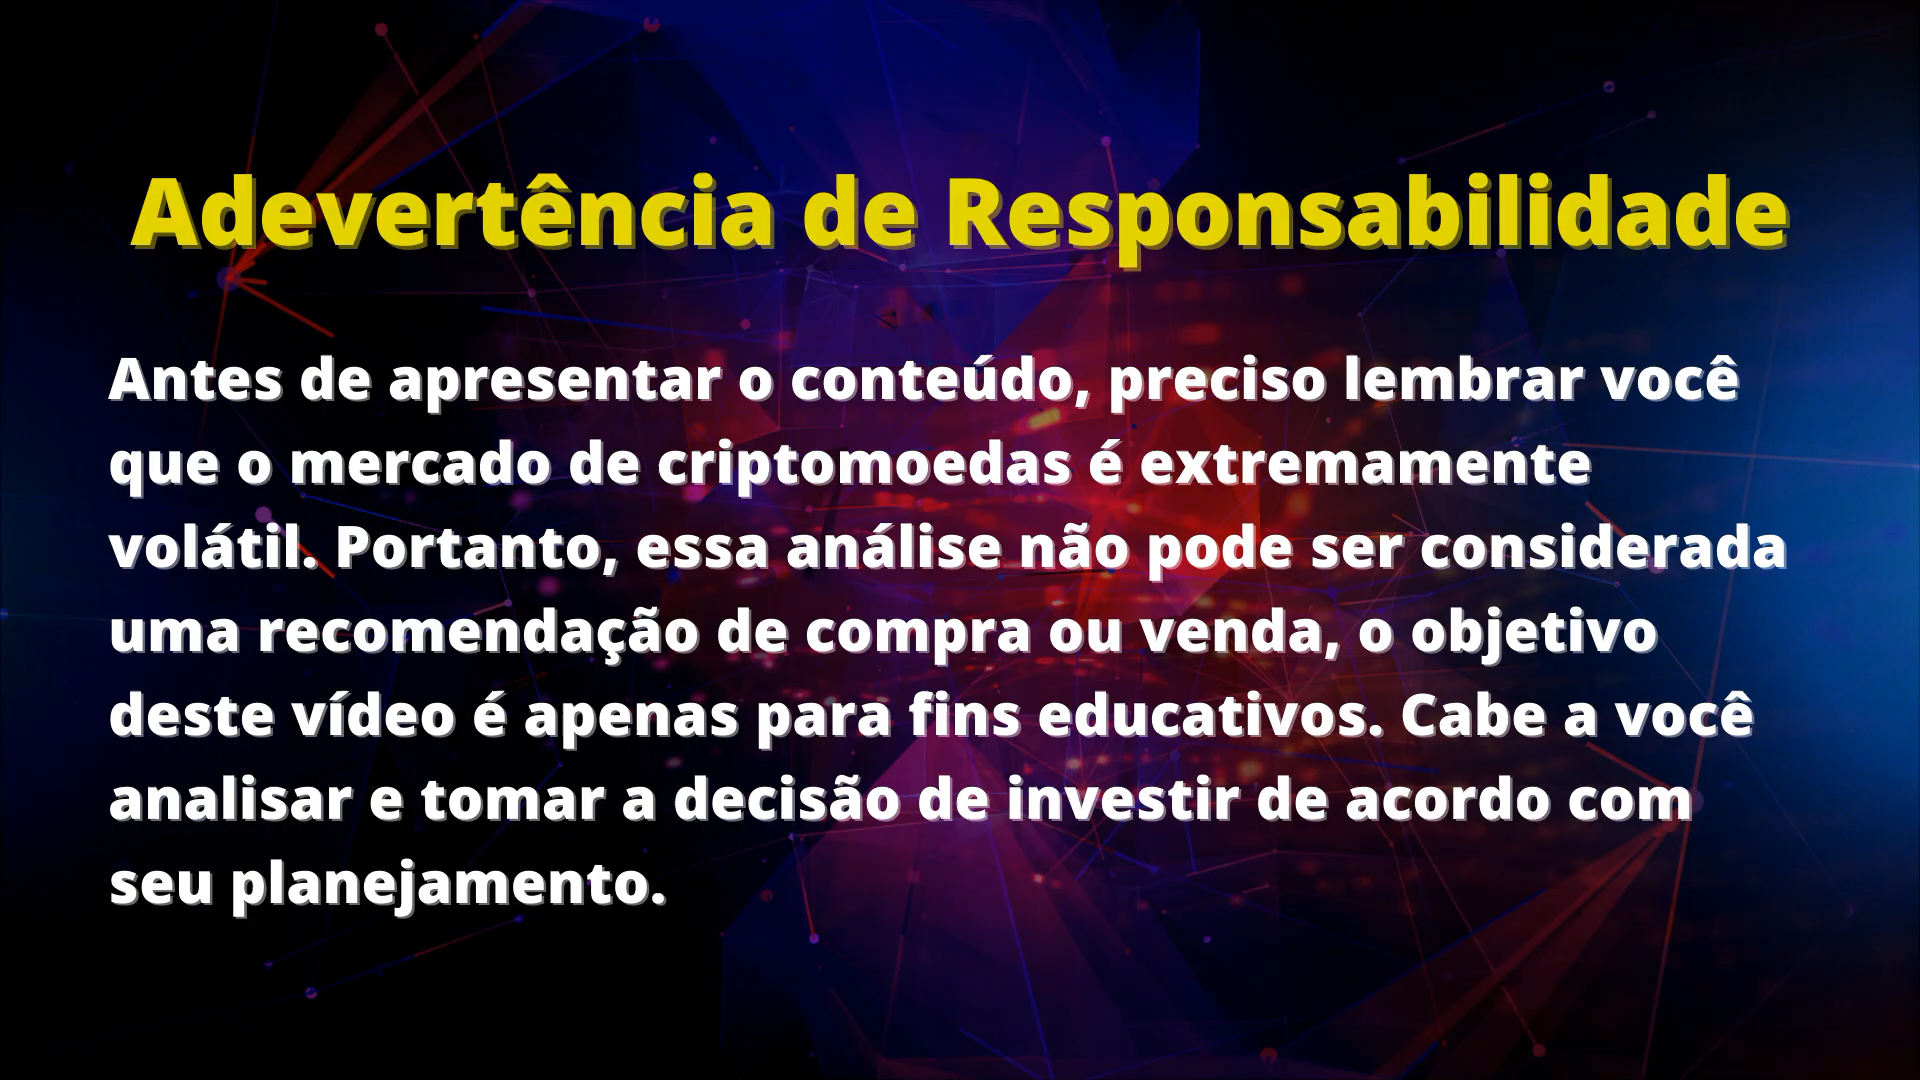 Adevertência de Responsabilidade
Antes de apresentar o conteúdo, preciso lembrar você
que o mercado de criptomoedas é extremamente
volátil. Portanto, essa análise não pode ser considerada
uma recomendação de compra ou venda, o objetivo
deste vídeo é apenas para fins educativos. Cabe a você
analisar e tomar a decisão de investir de acordo com
seu planejamento.